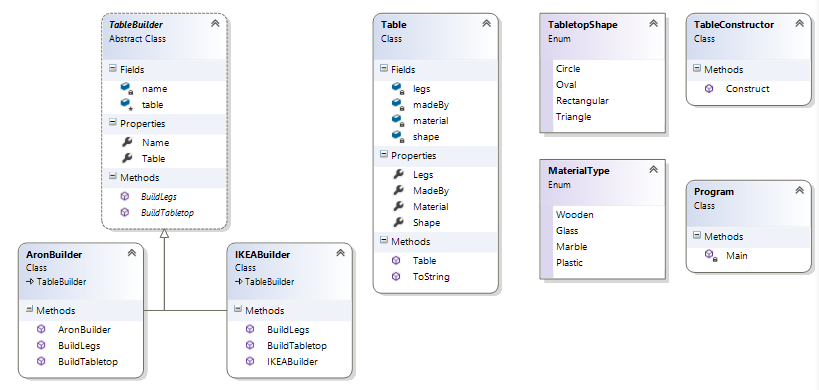 TableBuilder
Abstract Class
Fields
name
table
Properties
Name
Table
Methods
BuildLegs
BuildTabletop
AronBuilder
Class
TableBuilder
Methods
AronBuilder
BuildLegs
BuildTabletop
IKEABuilder
Class
TableBuilder
Methods
BuildLegs
BuildTabletop
IKEABuilder
Table
Class
Fields
legs
madeBy
material
shape
Properties
Legs
MadeBy
Material
Shape
Methods
Table
ToString
TabletopShape
Enum
Circle
Oval
Rectangular
Triangle
MaterialType
Enum
Wooden
Glass
Marble
Plastic
TableConstructor
Class
Methods
Construct
Program
Class
Methods
Main